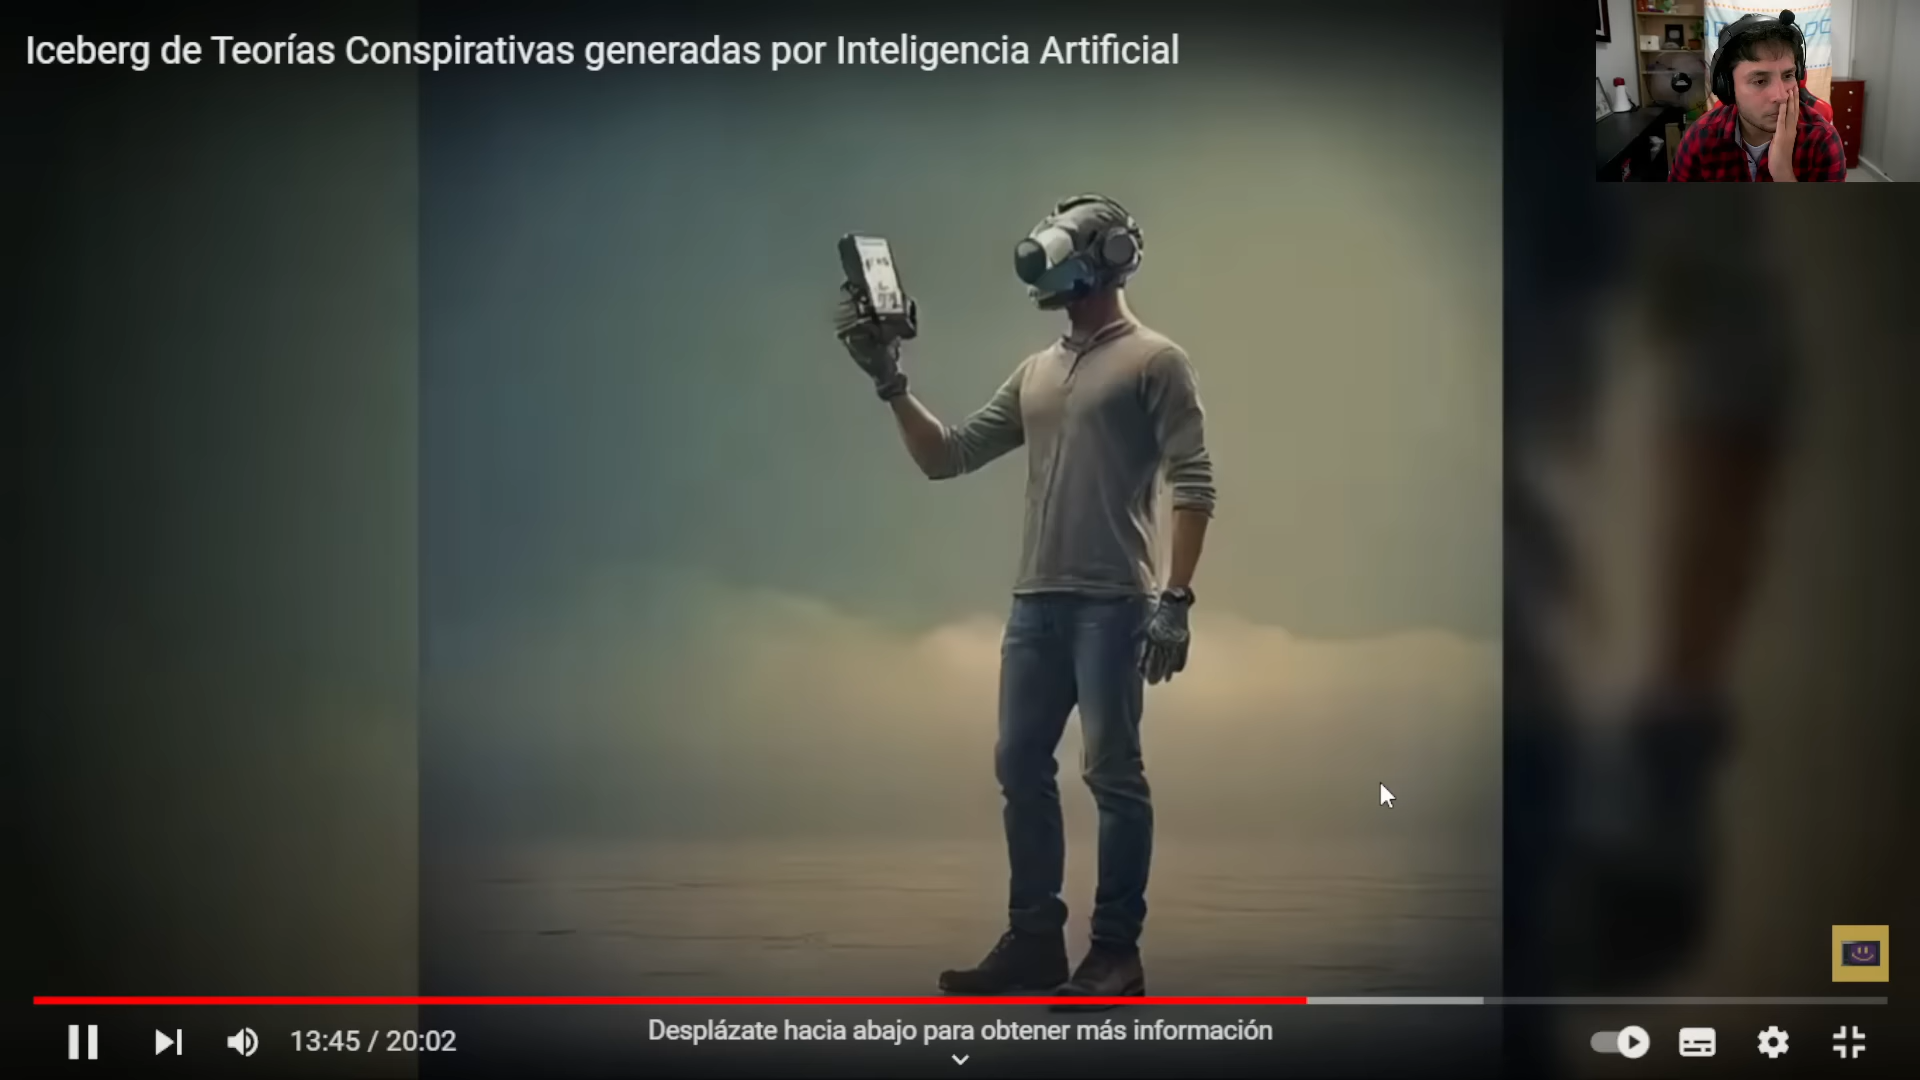 Iceberg de Teorías Conspirativas generadas por Inteligencia Artificial
13:45 / 20:02
Desplázate hacia abajo para obtener más información